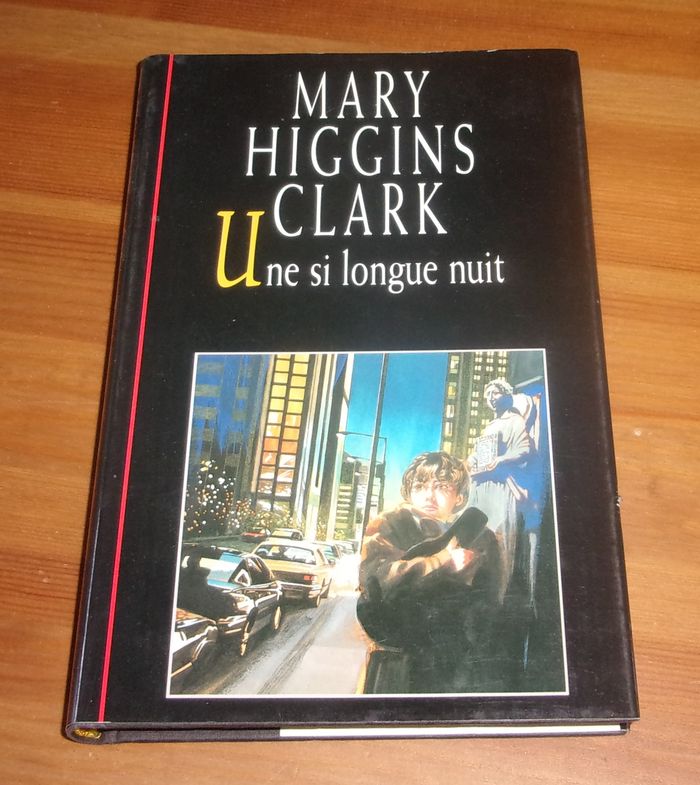 MARY
HIGGINS
CLARK
Une si longue nuit